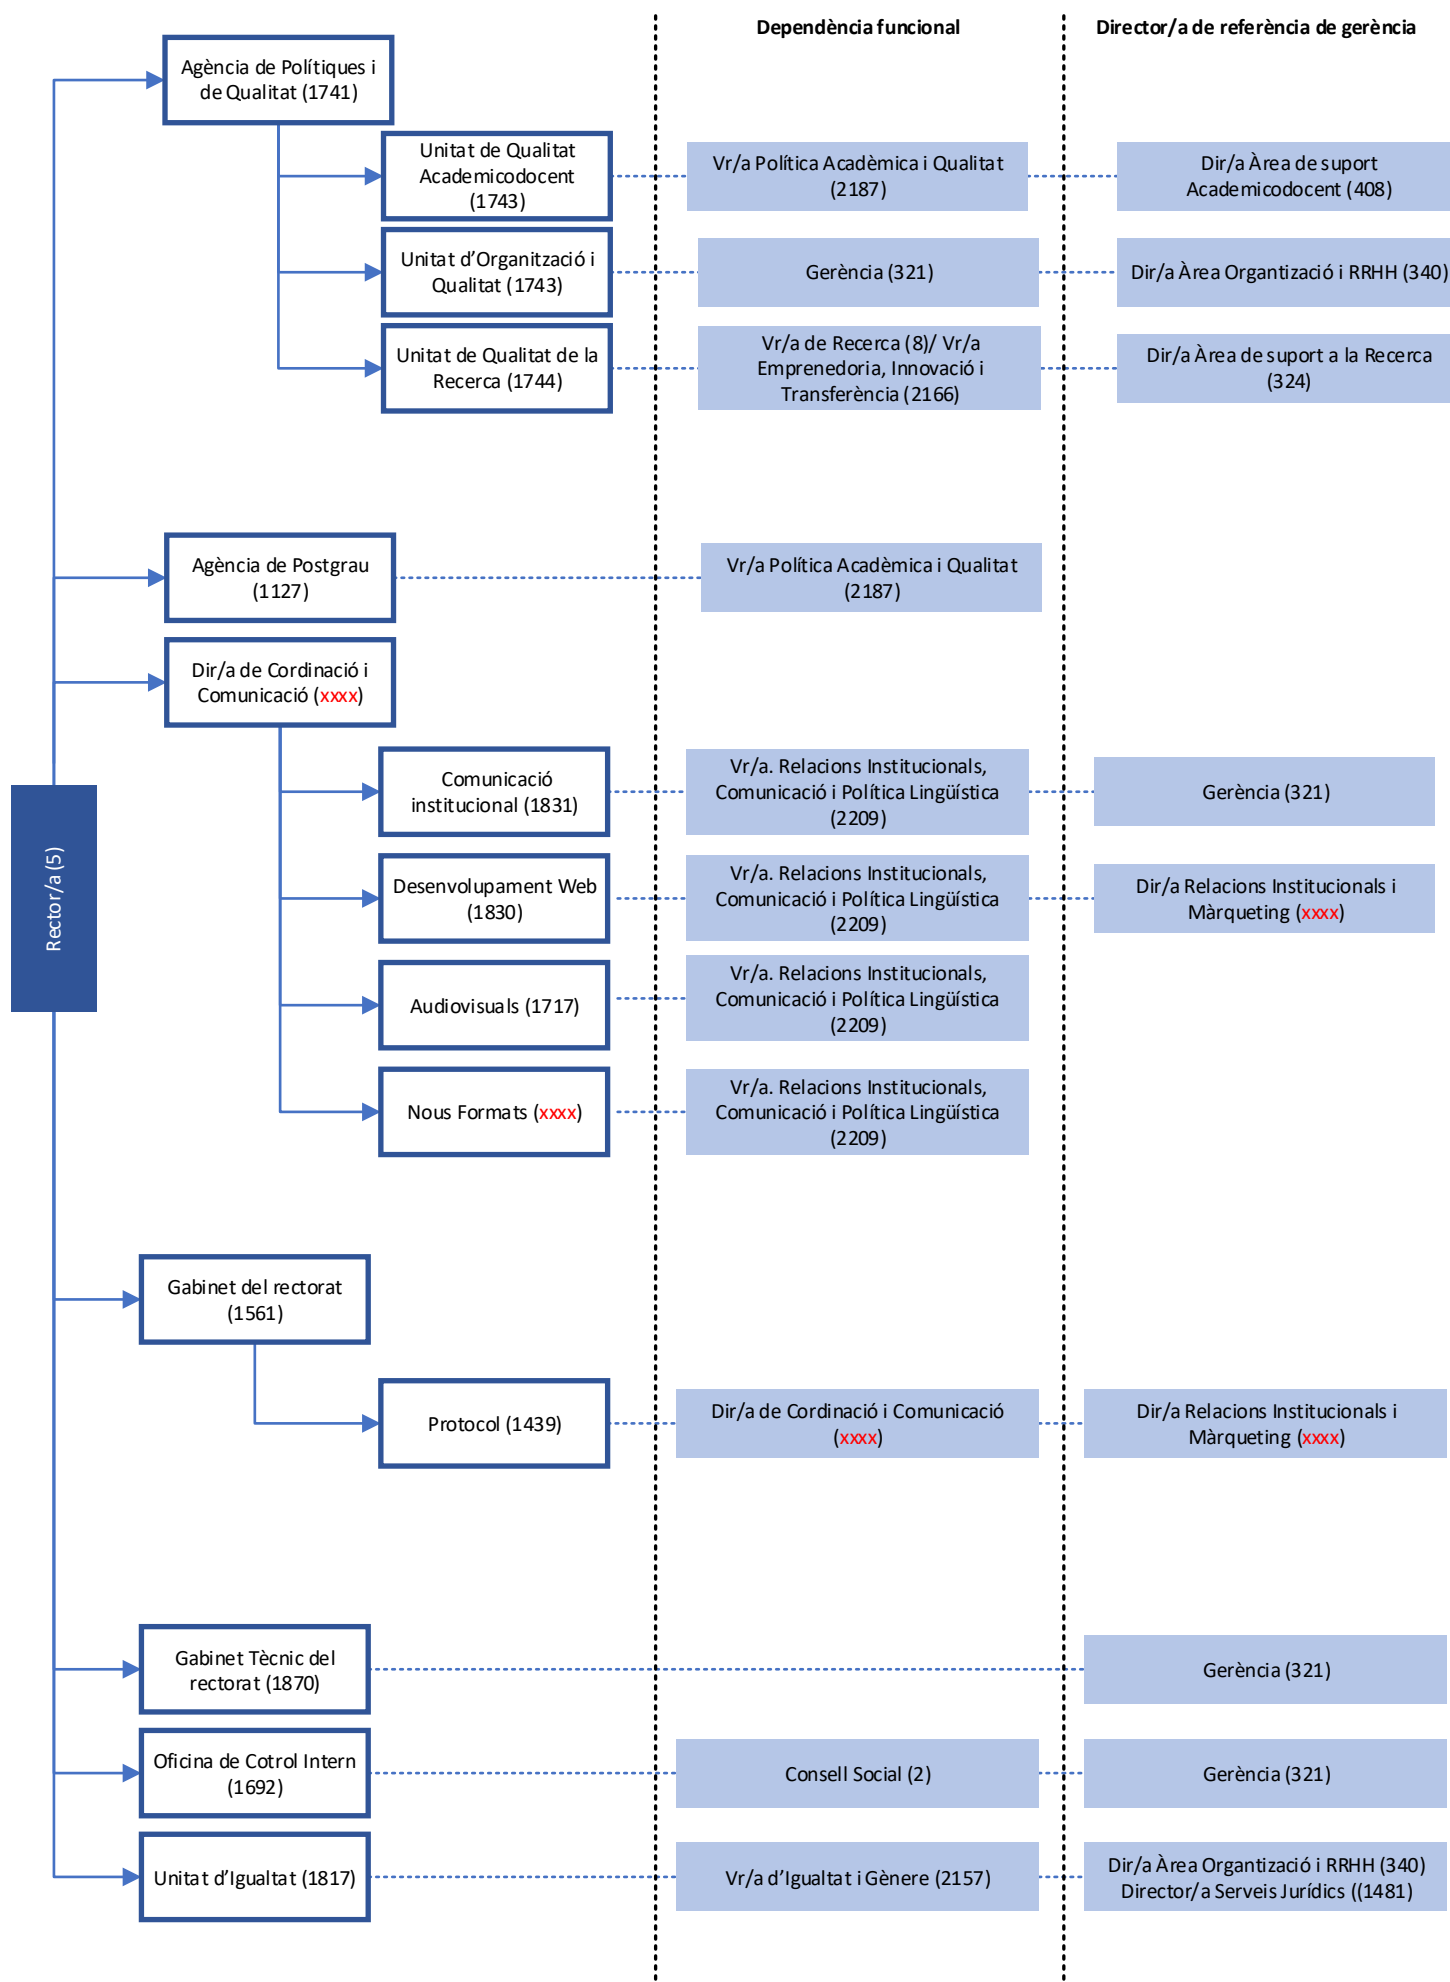 Dependència funcional
Director/a de referència de gerència
Agència de Polítiques i
de Qualitat (1741)
Unitat de Qualitat
Academicodocent
(1743)
Vr/a Política Acadèmica i Qualitat
(2187)
Dir/a Àrea de suport
Academicodocent (408)
Unitat d’Organització i
Qualitat (1743)
Gerència (321)
Dir/a Àrea Organtizació i RRHH (340)
Unitat de Qualitat de la
Recerca (1744)
Vr/a de Recerca (8)/ Vr/a
Emprenedoria, Innovació i
Transferència (2166)
Dir/a Àrea de suport a la Recerca
(324)
Agència de Postgrau
(1127)
Vr/a Política Acadèmica i Qualitat
(2187)
Dir/a de Cordinació i
Comunicació (xxxx)
Comunicació
institucional (1831)
Vr/a. Relacions Institucionals,
Comunicació i Política Lingüística
(2209)
Gerència (321)
Rector/a (5)
Desenvolupament Web
(1830)
Vr/a. Relacions Institucionals,
Comunicació i Política Lingüística
(2209)
Dir/a Relacions Institucionals i
Màrqueting (xxxx)
Audiovisuals (1717)
Vr/a. Relacions Institucionals,
Comunicació i Política Lingüística
(2209)
Nous Formats (xxxx)
Vr/a. Relacions Institucionals,
Comunicació i Política Lingüística
(2209)
Gabinet del rectorat
(1561)
Protocol (1439)
Dir/a de Cordinació i Comunicació
(xxxx)
Dir/a Relacions Institucionals i
Màrqueting (xxxx)
Gabinet Tècnic del
rectorat (1870)
Gerència (321)
Oficina de Cotrol Intern
(1692)
Consell Social (2)
Gerència (321)
Unitat d’Igualtat (1817)
Vr/a d’Igualtat i Gènere (2157)
Dir/a Àrea Organtizació i RRHH (340)
Director/a Serveis Jurídics ((1481)